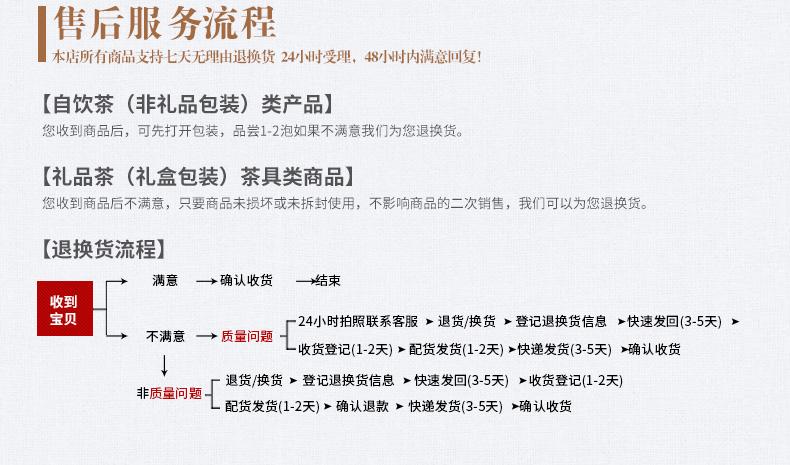 售后服务流程
本店所有商品支持七天无理由退换货 24小时受理，48小时内满意回复！
【自饮茶（非礼品包装）类产品】
您收到商品后，可先打开包装，品尝1-2泡如果不满意我们为您退换货。
【礼品茶（礼盒包装）茶具类商品】
您收到商品后不满意，只要商品未损坏或未拆封使用，不影响商品的二次销售，我们可以为您退换货。
【退换货流程】
收到
宝贝
满意 确认收货 结束
不满意 质量问题
24小时拍照联系客服 退货/换货 登记退换货信息 快速发回(3-5天)
收货登记(1-2天) 配货发货(1-2天) 快递发货(3-5天) 确认收货
非质量问题
退货/换货 登记退换货信息 快速发回(3-5天) 收货登记(1-2天)
配货发货(1-2天) 确认退款 快递发货(3-5天) 确认收货